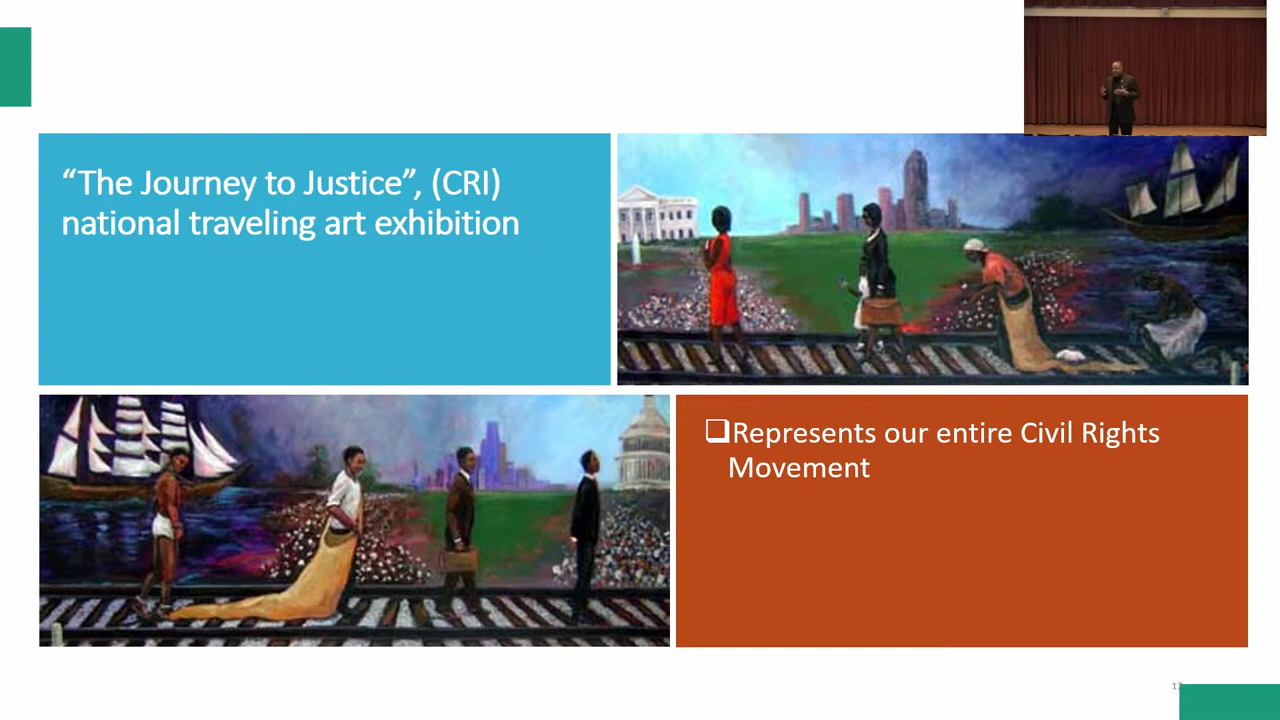 “The Journey to Justice”, (CRI)
national traveling art exhibition
❑Represents our entire Civil Rights
Movement